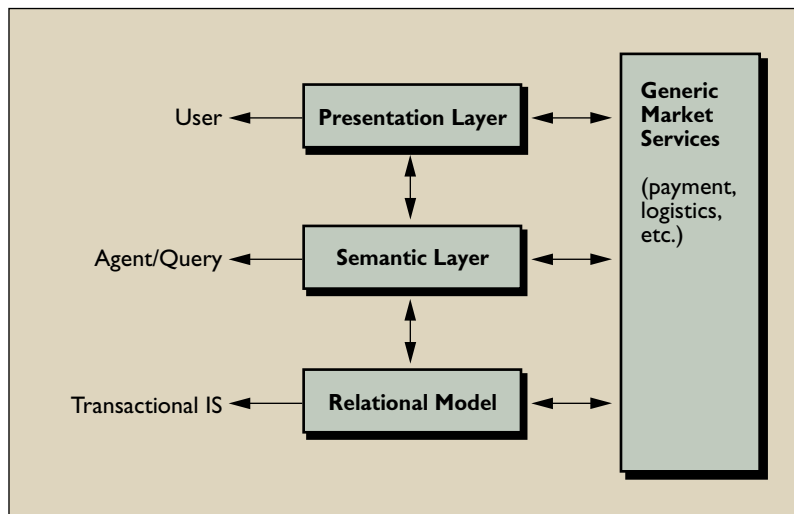 User
Presentation Layer
Generic
Market
Services
(payment,
logistics,
etc.)
Agent/Query
Semantic Layer
Transactional IS
Relational Model